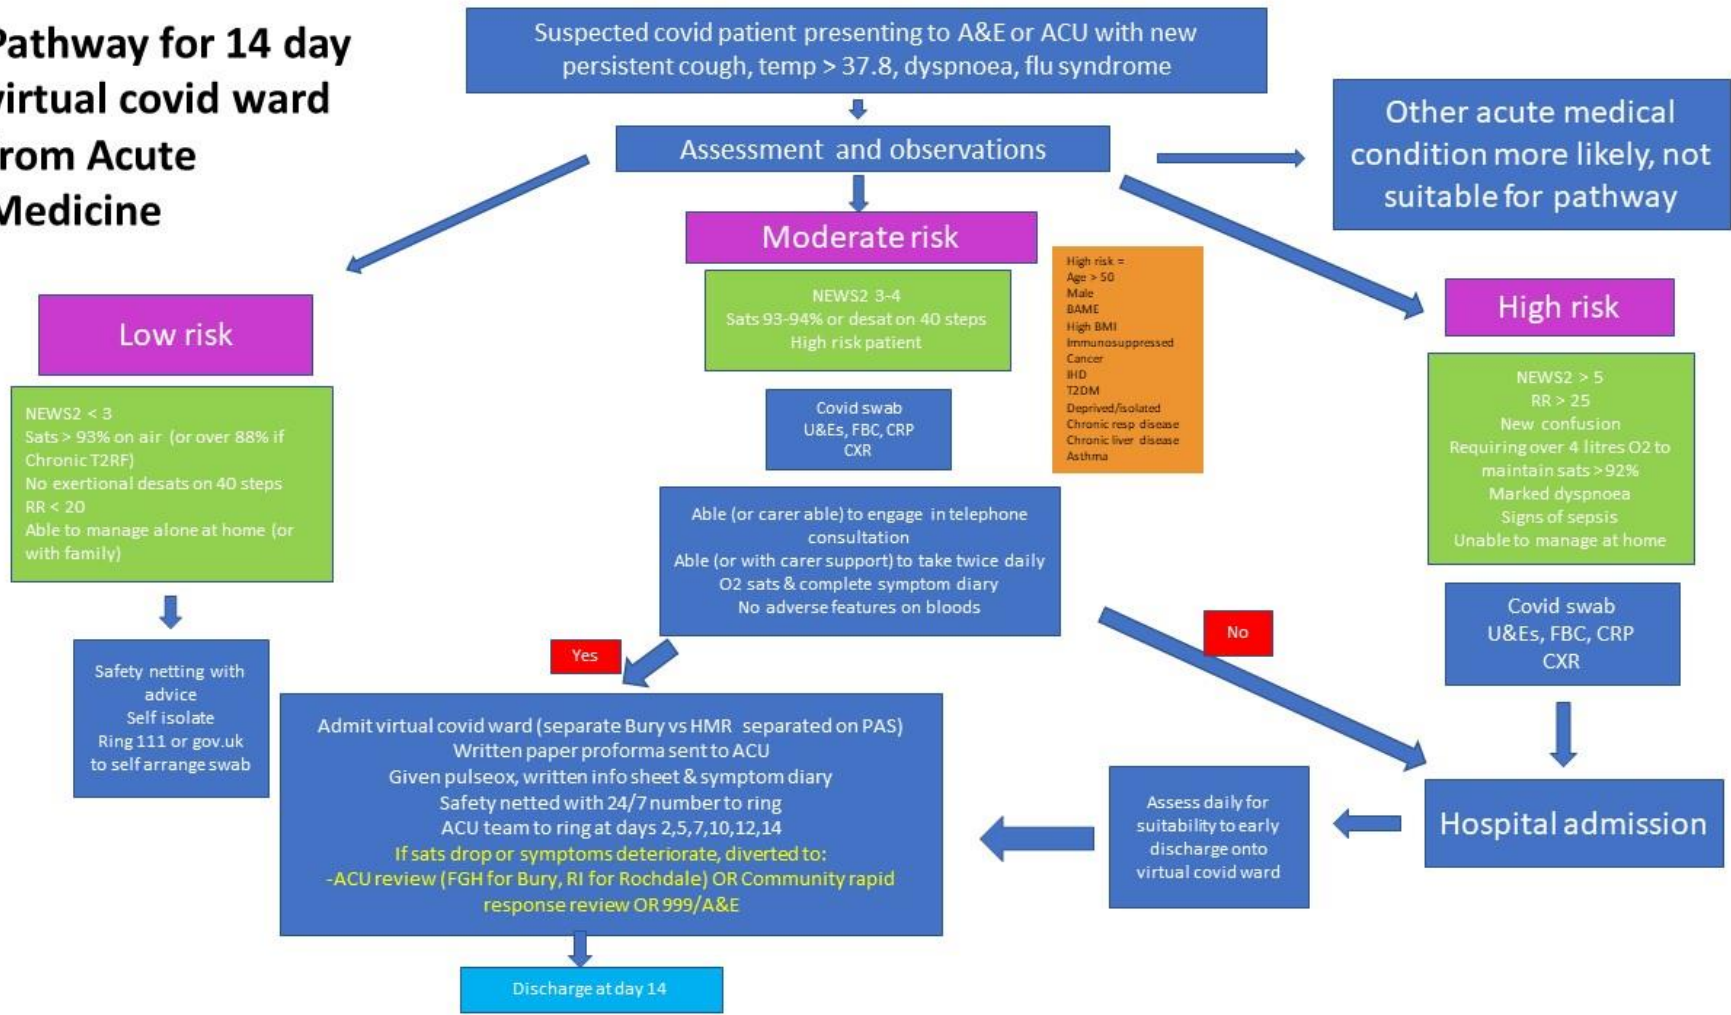 Pathway for 14 day
virtual covid ward
from Acute
Medicine
Suspected covid patient presenting to A&E or ACU with new
persistent cough, temp > 37.8, dyspnoea, flu syndrome
Assessment and observations
Other acute medical
condition more likely, not
suitable for pathway
Low risk
NEWS2 < 3
Sats > 93% on air (or over 88% if
Chronic T2RF)
No exertional desats on 40 steps
RR < 20
Able to manage alone at home (or
with family)
Safety netting with
advice
Self isolate
Ring 111 or gov.uk
to self arrange swab
Moderate risk
NEWS2 3-4
Sats 93-94% or desat on 40 steps
High risk patient
High risk =
Age > 50
Male
BAME
High BMI
Immunosuppressed
Cancer
IHD
T2DM
Deprived/isolated
Chronic resp disease
Chronic liver disease
Asthma
Covid swab
U&Es, FBC, CRP
CXR
Able (or carer able) to engage in telephone
consultation
Able (or with carer support) to take twice daily
O2 sats & complete symptom diary
No adverse features on bloods
Yes
No
Admit virtual covid ward (separate Bury vs HMR separated on PAS)
Written paper proforma sent to ACU
Given pulseox, written info sheet & symptom diary
Safety netted with 24/7 number to ring
ACU team to ring at days 2,5,7,10,12,14
If sats drop or symptoms deteriorate, diverted to:
-ACU review (FGH for Bury, RI for Rochdale) OR Community rapid
response review OR 999/A&E
Discharge at day 14
High risk
NEWS2 > 5
RR > 25
New confusion
Requiring over 4 litres O2 to
maintain sats >92%
Marked dyspnoea
Signs of sepsis
Unable to manage at home
Covid swab
U&Es, FBC, CRP
CXR
Hospital admission
Assess daily for
suitability to early
discharge onto
virtual covid ward